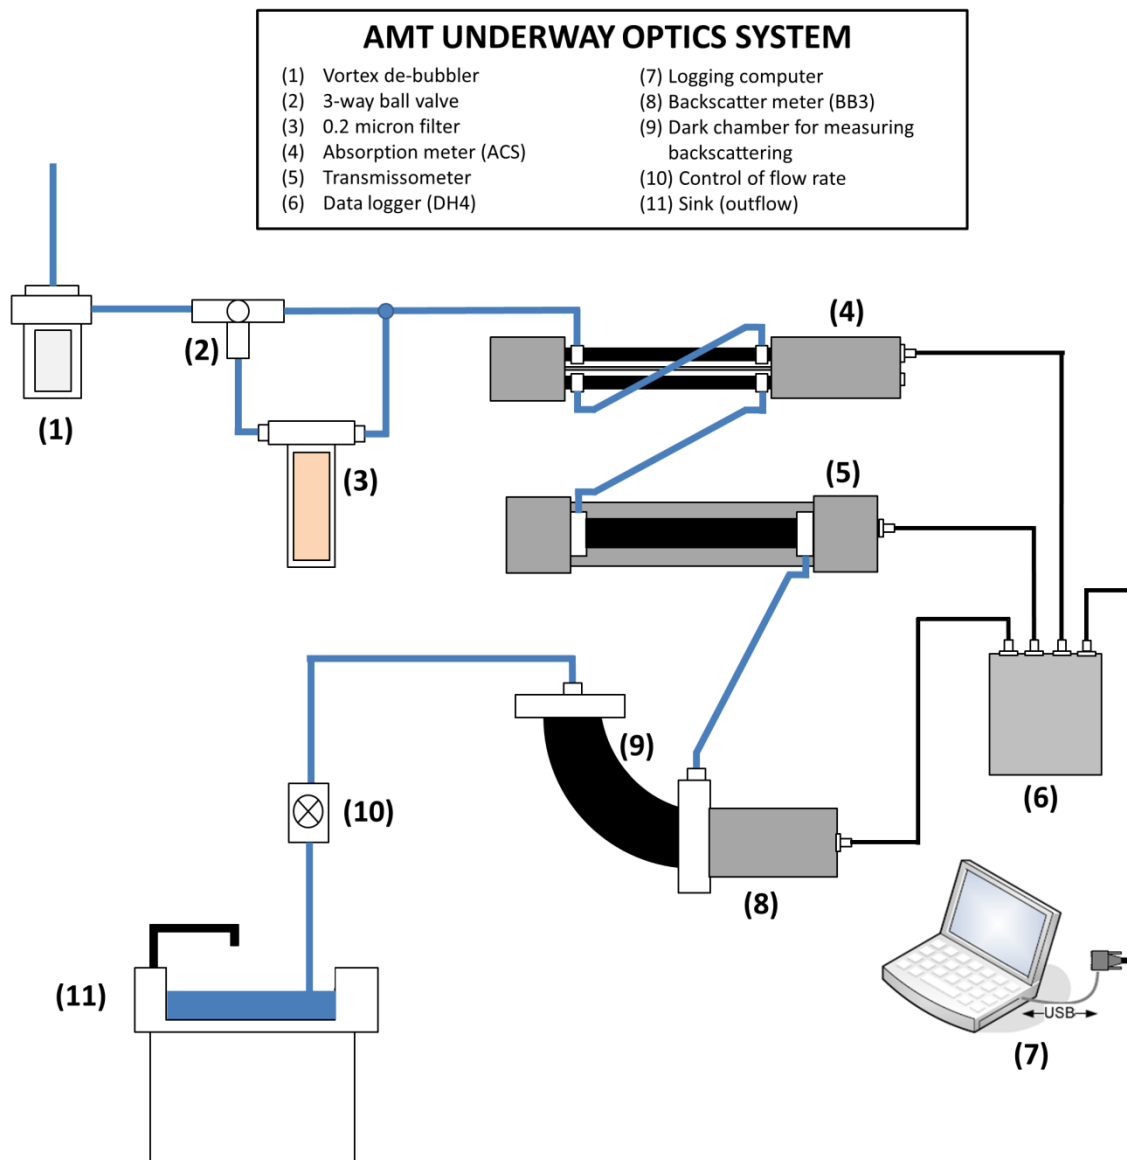 AMT UNDERWAY OPTICS SYSTEM
(1) Vortex de-bubbler
(2) 3-way ball valve
(3) 0.2 micron filter
(4) Absorption meter (ACS)
(5) Transmissometer
(6) Data logger (DH4)
(7) Logging computer
(8) Backscatter meter (BB3)
(9) Dark chamber for measuring
backscattering
(10) Control of flow rate
(11) Sink (outflow)
(4)
(2)
(1)
(3)
(5)
(9)
(10)
(6)
(8)
(11)
USB
(7)